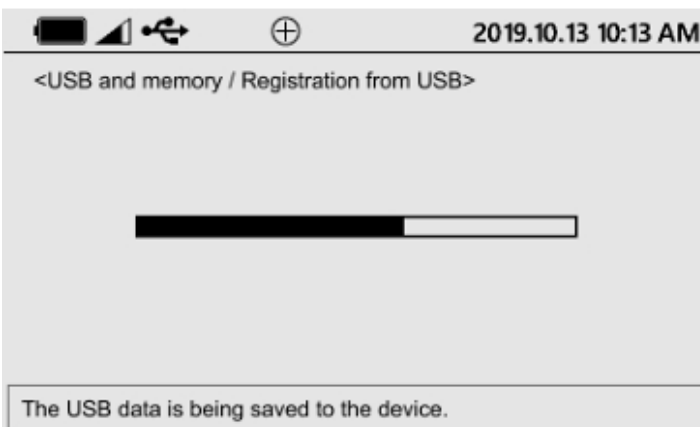 2019.10.13 10:13 AM
<USB and memory / Registration from USB>
The USB data is being saved to the device.